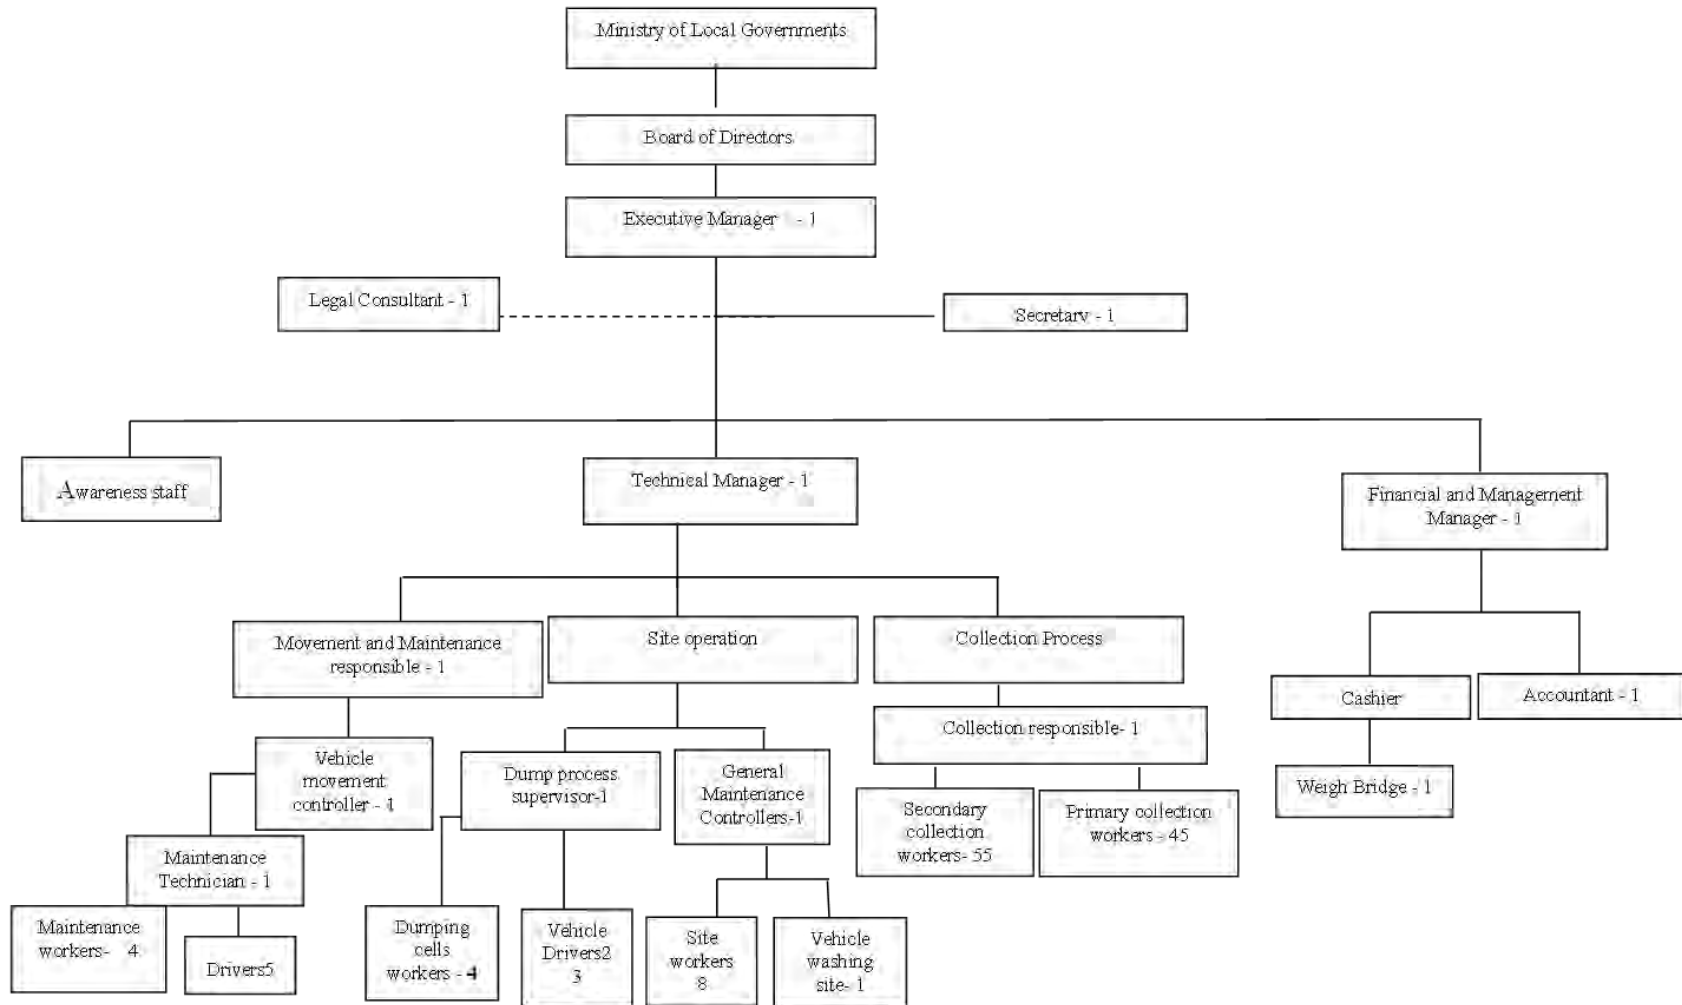 Ministry of Local Governments
Board of Directors
Executive Manager - 1
Legal Consultant - 1
Secretary - 1
Awareness staff
Technical Manager - 1
Financial and Management
Manager - 1
Movement and Maintenance
responsible - 1
Site operation
Collection Process
Cashier
Accountant - 1
Collection responsible- 1
Vehicle
movement
controller - 1
Dump process
supervisor-1
General
Maintenance
Controllers-1
Weigh Bridge - 1
Secondary
collection
workers- 55
Primary collection
workers - 45
Maintenance
Technician - 1
Maintenance
workers- 4
Drivers5
Dumping
cells
workers - 4
Vehicle
Drivers2
3
Site
workers
8
Vehicle
washing
site- 1